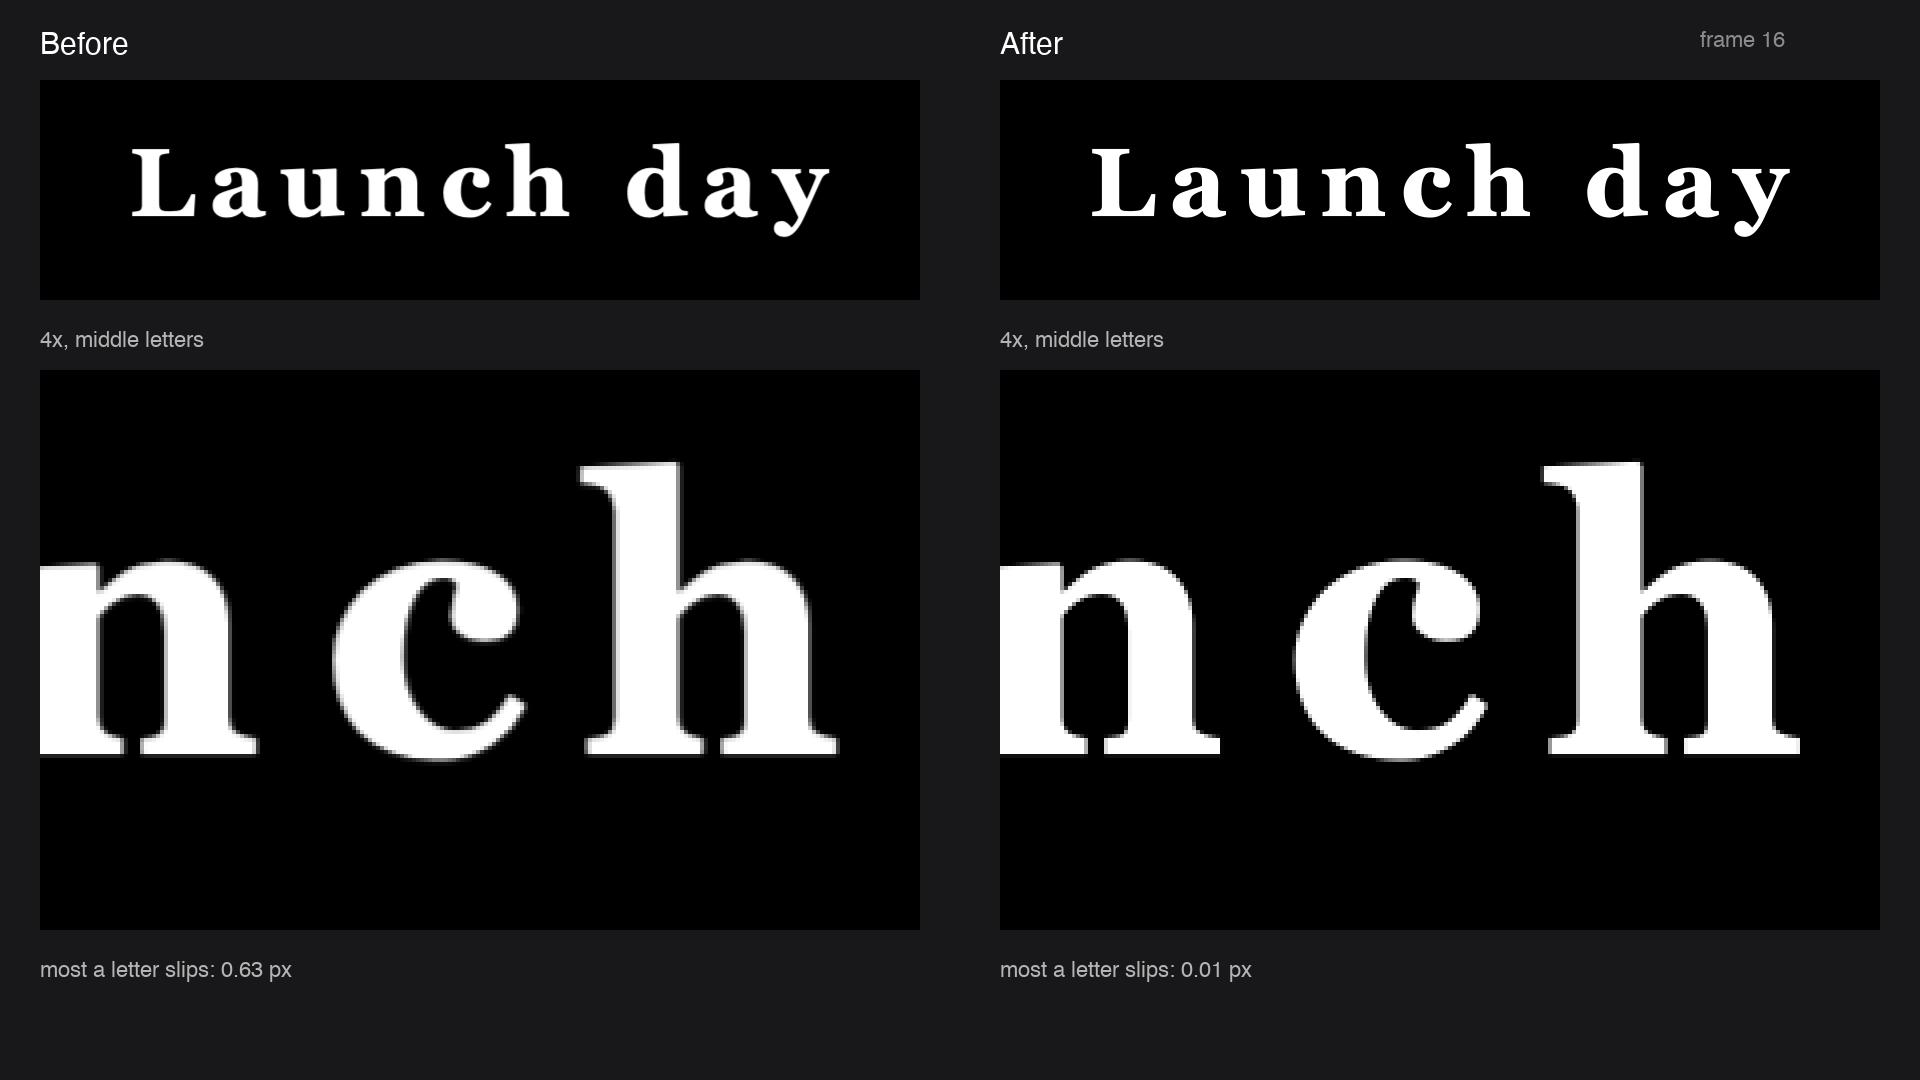 Before
Launch day
4x, middle letters
nch
most a letter slips: 0.63 px
After
frame 16
Launch day
4x, middle letters
nch
most a letter slips: 0.01 px